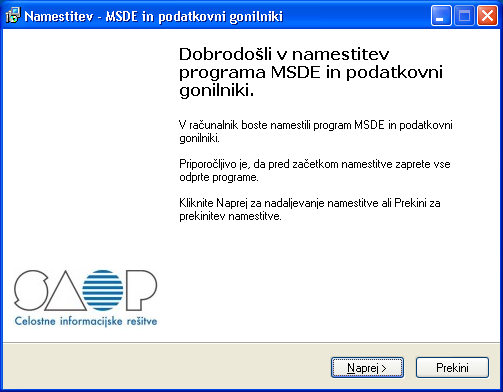 Namestitev - MSDE in podatkovni gonilniki
Dobrodošli v namestitev
programa MSDE in podatkovni
gonilniki.
V računalnik boste namestili program MSDE in podatkovni
gonilniki.
Priporočljivo je, da pred začetkom namestitve zaprete vse
odprte programe.
Kliknite Naprej za nadaljevanje namestitve ali Prekini za
prekinitev namestitve.
SAOP
Celostne informacijske rešitve
Naprej >
Prekini